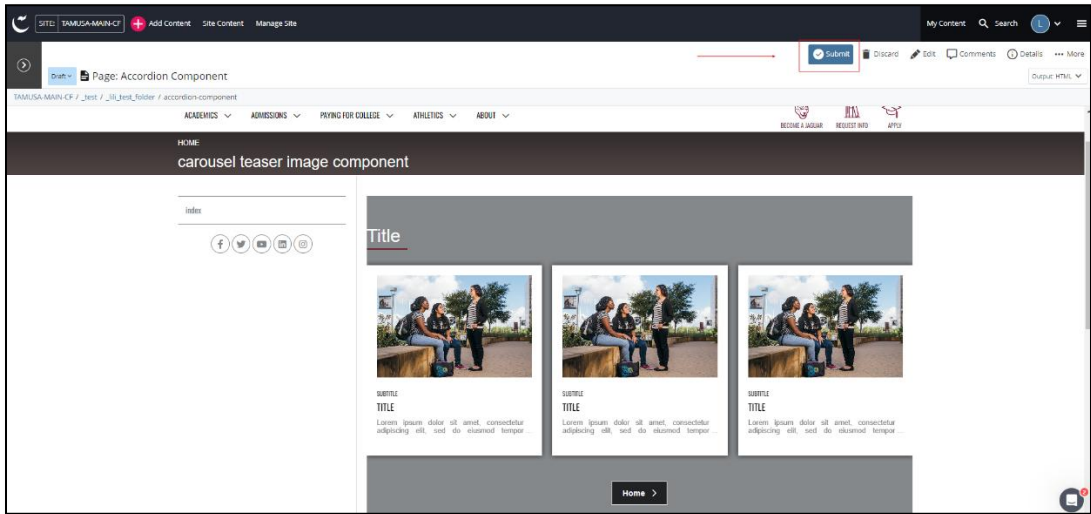 SITE: TAMUSA-MAIN-CF Add Content Site Content Manage Site My Content Search L
Submit Discard Edit Comments Details More
Draft Page: Accordion Component Output: HTML
TAMUSA-MAIN-CF / _test / _lili_test_folder / accordion-component
ACADEMICS ADMISSIONS PAYING FOR COLLEGE ATHLETICS ABOUT BECOME A JAGUAR REQUEST INFO APPLY
HOME
carousel teaser image component
index
Title
SUBTITLE
TITLE
Lorem ipsum dolor sit amet, consectetur
adipiscing elit, sed do eiusmod tempor ...
SUBTITLE
TITLE
Lorem ipsum dolor sit amet, consectetur
adipiscing elit, sed do eiusmod tempor ...
SUBTITLE
TITLE
Lorem ipsum dolor sit amet, consectetur
adipiscing elit, sed do eiusmod tempor ...
Home >